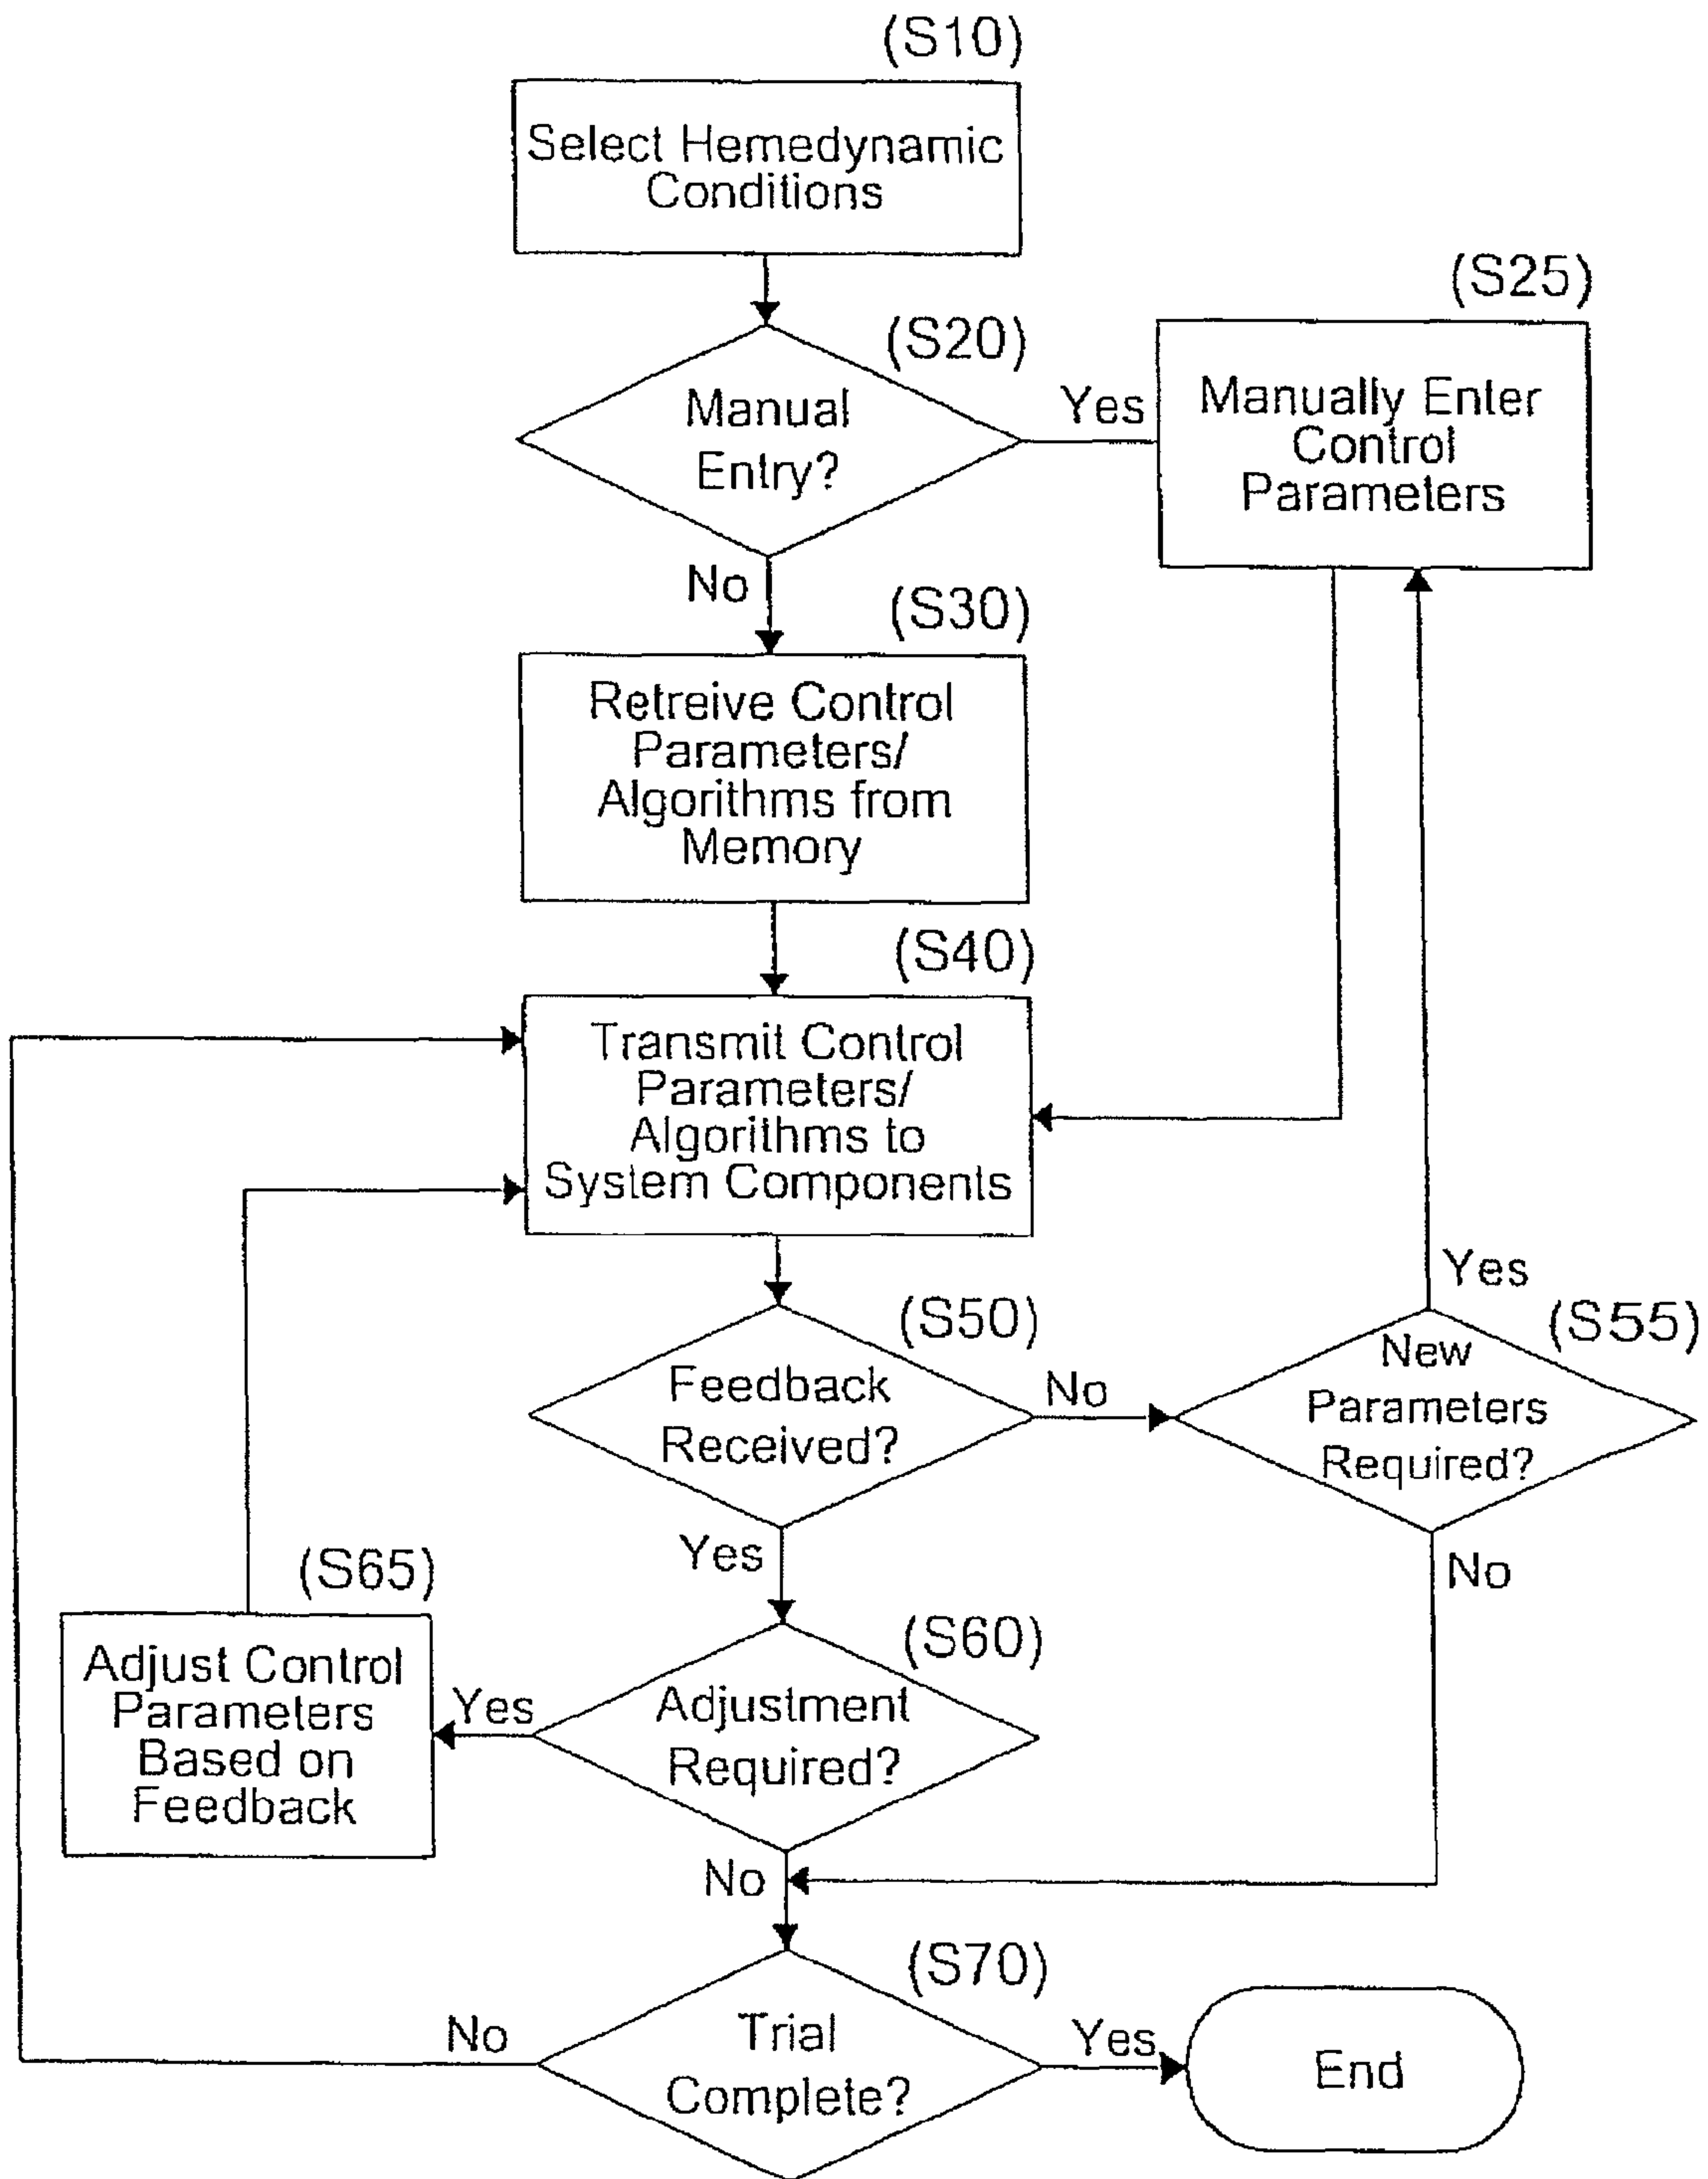 (S10)
Select Hemedynamic
Conditions
(S20)
Manual
Entry?
Yes
(S25)
Manually Enter
Control
Parameters
No
(S30)
Retreive Control
Parameters/
Algorithms from
Memory
(S40)
Transmit Control
Parameters/
Algorithms to
System Components
(S50)
Feedback
Received?
No
Yes
(S55)
New
Parameters
Required?
No
Yes
(S60)
Adjustment
Required?
Yes
(S65)
Adjust Control
Parameters
Based on
Feedback
No
(S70)
Trial
Complete?
No
Yes
End